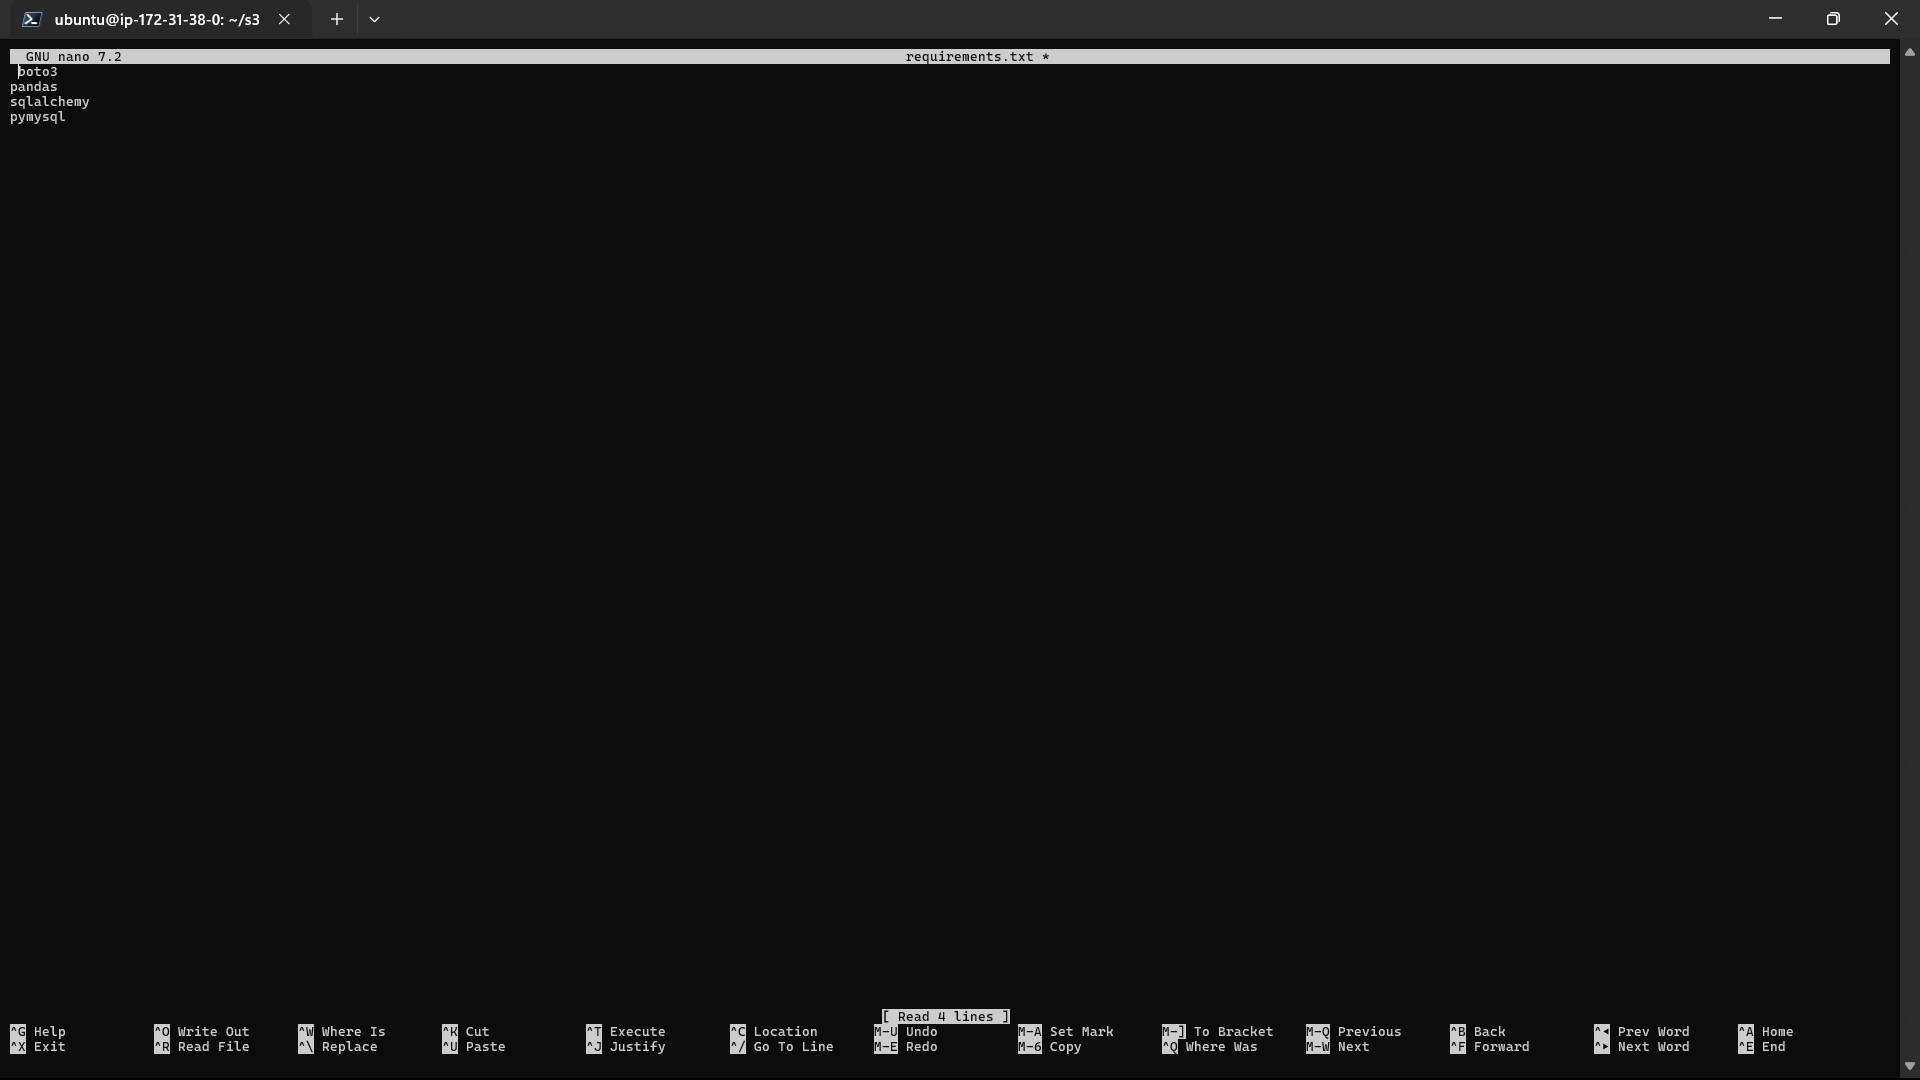 ubuntu@ip-172-31-38-0: ~/s3
GNU nano 7.2 requirements.txt *
boto3
pandas
sqlalchemy
pymysql
[ Read 4 lines ]
^G Help ^O Write Out ^W Where Is ^K Cut ^T Execute ^C Location M-U Undo M-A Set Mark M-] To Bracket M-Q Previous ^B Back ^◂ Prev Word ^A Home
^X Exit ^R Read File ^\ Replace ^U Paste ^J Justify ^/ Go To Line M-E Redo M-6 Copy ^Q Where Was M-W Next ^F Forward ^▸ Next Word ^E End